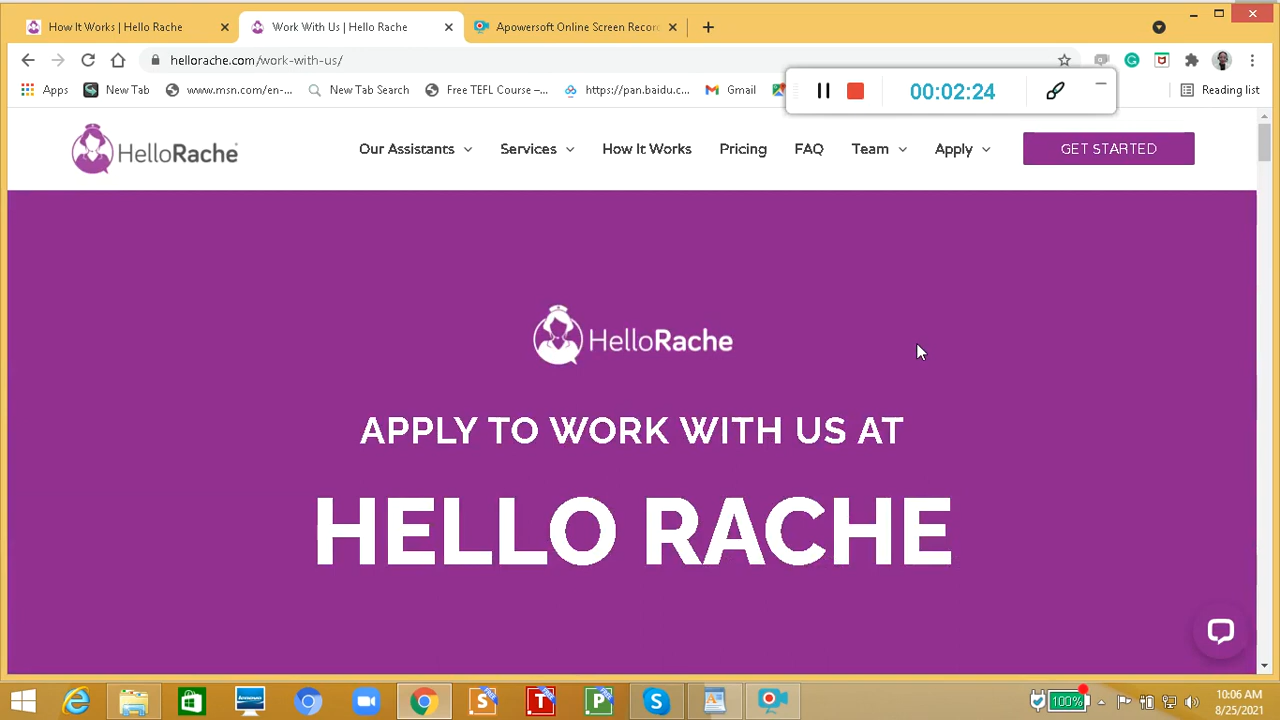 How It Works | Hello Rache
Work With Us | Hello Rache
Apowersoft Online Screen Recor
hellorache.com/work-with-us/
Apps
New Tab
www.msn.com/en-...
New Tab Search
Free TEFL Course –...
https://pan.baidu.c...
Gmail
00:02:24
Reading list
HelloRache
Our Assistants
Services
How It Works
Pricing
FAQ
Team
Apply
GET STARTED
HelloRache
APPLY TO WORK WITH US AT
HELLO RACHE
100%
10:06 AM
8/25/2021